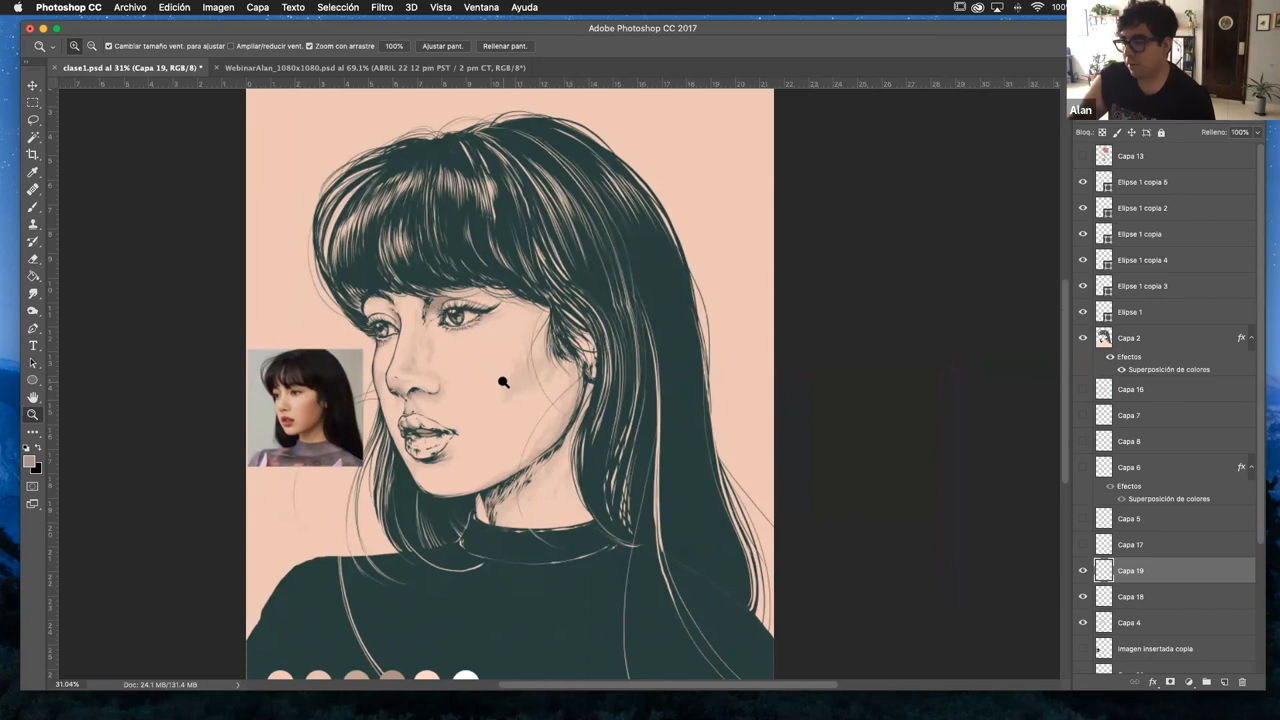 Photoshop CC Archivo Edición Imagen Capa Texto Selección Filtro 3D Vista Ventana Ayuda
Adobe Photoshop CC 2017
Cambiar tamaño vent. para ajustar Ampliar/reducir vent. Zoom con arrastre 100% Ajustar pant. Rellenar pant.
clase1.psd al 31% (Capa 19, RGB/8) * WebinarAlan_1080x1080.psd al 69.1% (ABRIL 22 12 pm PST / 2 pm CT, RGB/8*)
Alan
Bloq.: Relleno: 100%
Capa 13
Elipse 1 copia 5
Elipse 1 copia 2
Elipse 1 copia
Elipse 1 copia 4
Elipse 1 copia 3
Elipse 1
Capa 2 fx
Efectos
Superposición de colores
Capa 16
Capa 7
Capa 8
Capa 6 fx
Efectos
Superposición de colores
Capa 5
Capa 17
Capa 19
Capa 18
Capa 4
Imagen insertada copia
31.04% Doc: 24.1 MB/131.4 MB